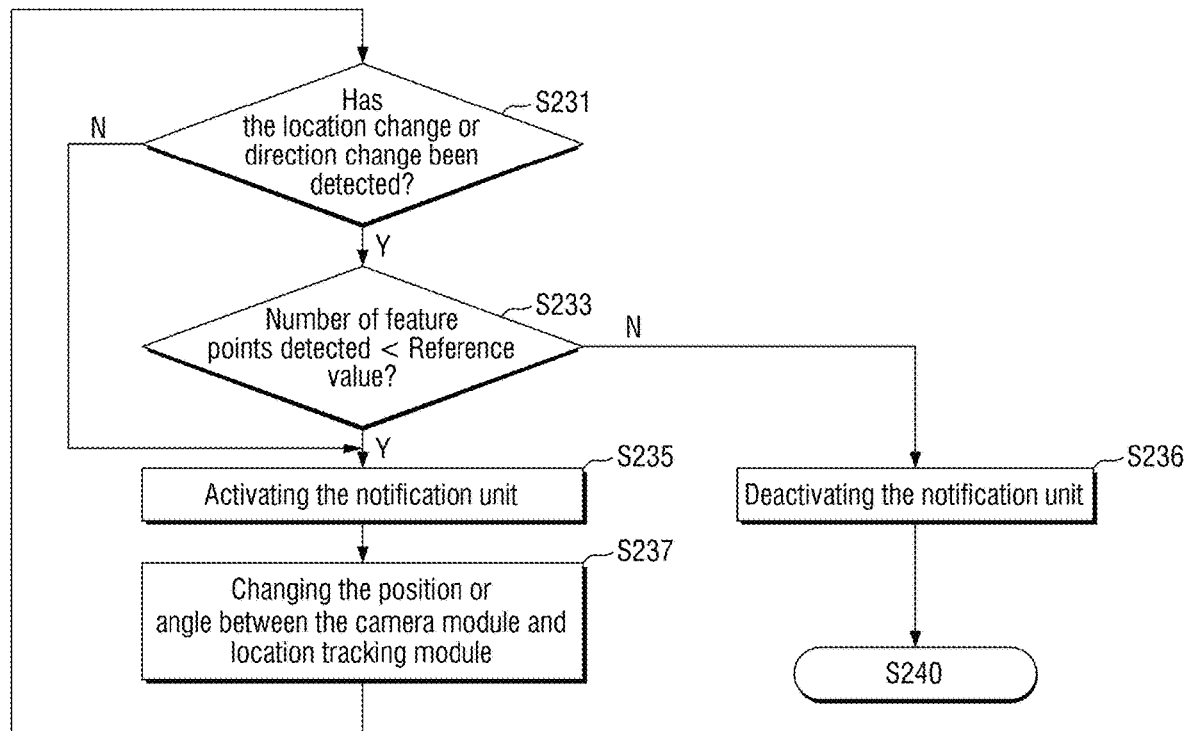 Has
the location change or
direction change been
detected?
S231
N
Y
Number of feature
points detected < Reference
value?
S233
N
Y
Activating the notification unit
S235
Deactivating the notification unit
S236
Changing the position or
angle between the camera module and
location tracking module
S237
S240